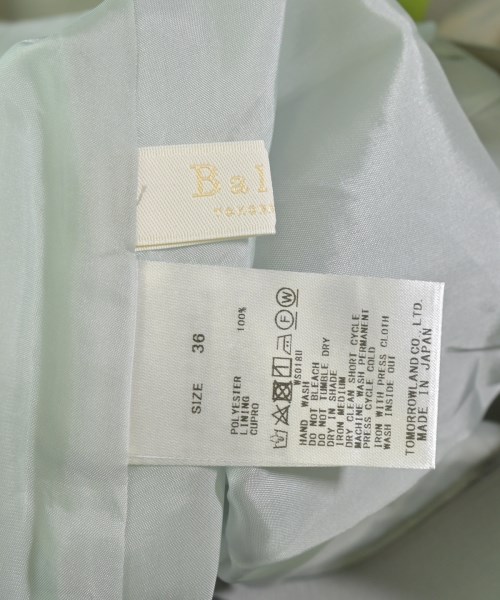 Bal
SIZE 36
POLYESTER 100%
LINING
CUPRO
WS018U
HAND WASH
DO NOT BLEACH
DO NOT TUMBLE DRY
DRY IN SHADE
IRON MEDIUM
DRY CLEAN SHORT CYCLE
MACHINE WASH PERMANENT
PRESS CYCLE COLD
IRON WITH PRESS CLOTH
WASH INSIDE OUT
TOMORROWLAND CO., LTD.
MADE IN JAPAN